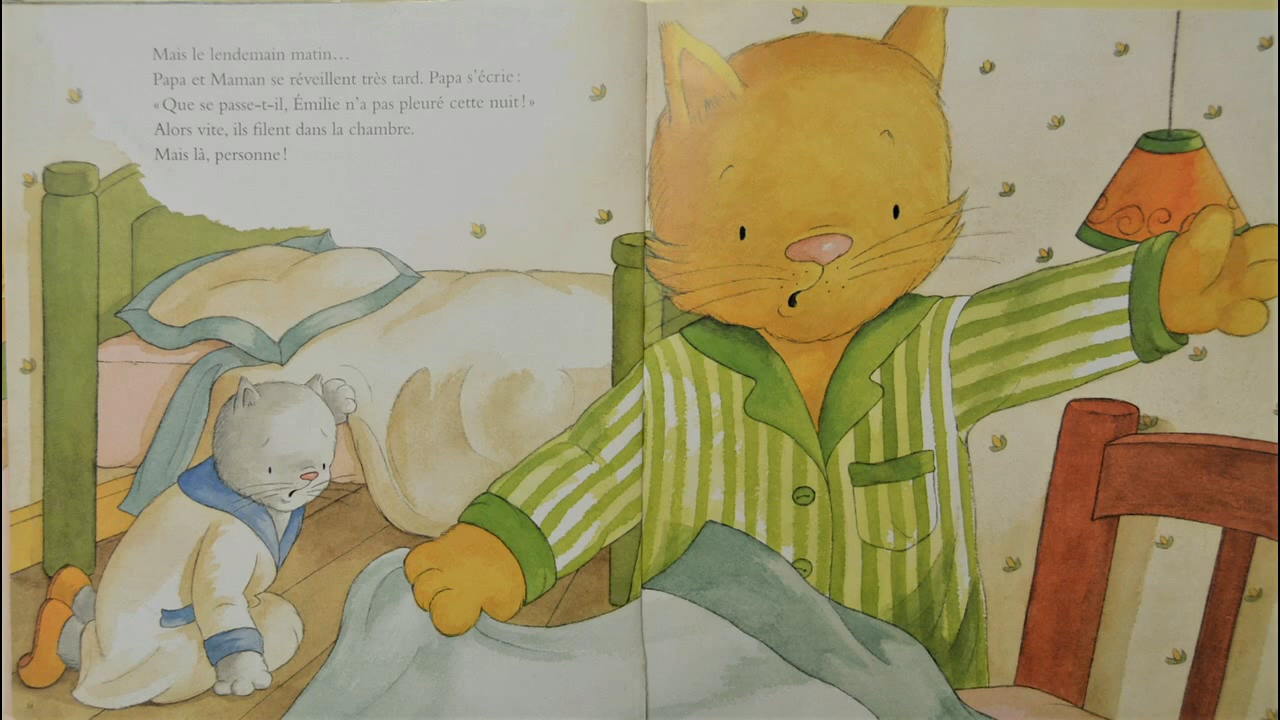 Mais le lendemain matin…
Papa et Maman se réveillent très tard. Papa s'écrie :
« Que se passe-t-il, Émilie n'a pas pleuré cette nuit ! »
Alors vite, ils filent dans la chambre.
Mais là, personne !